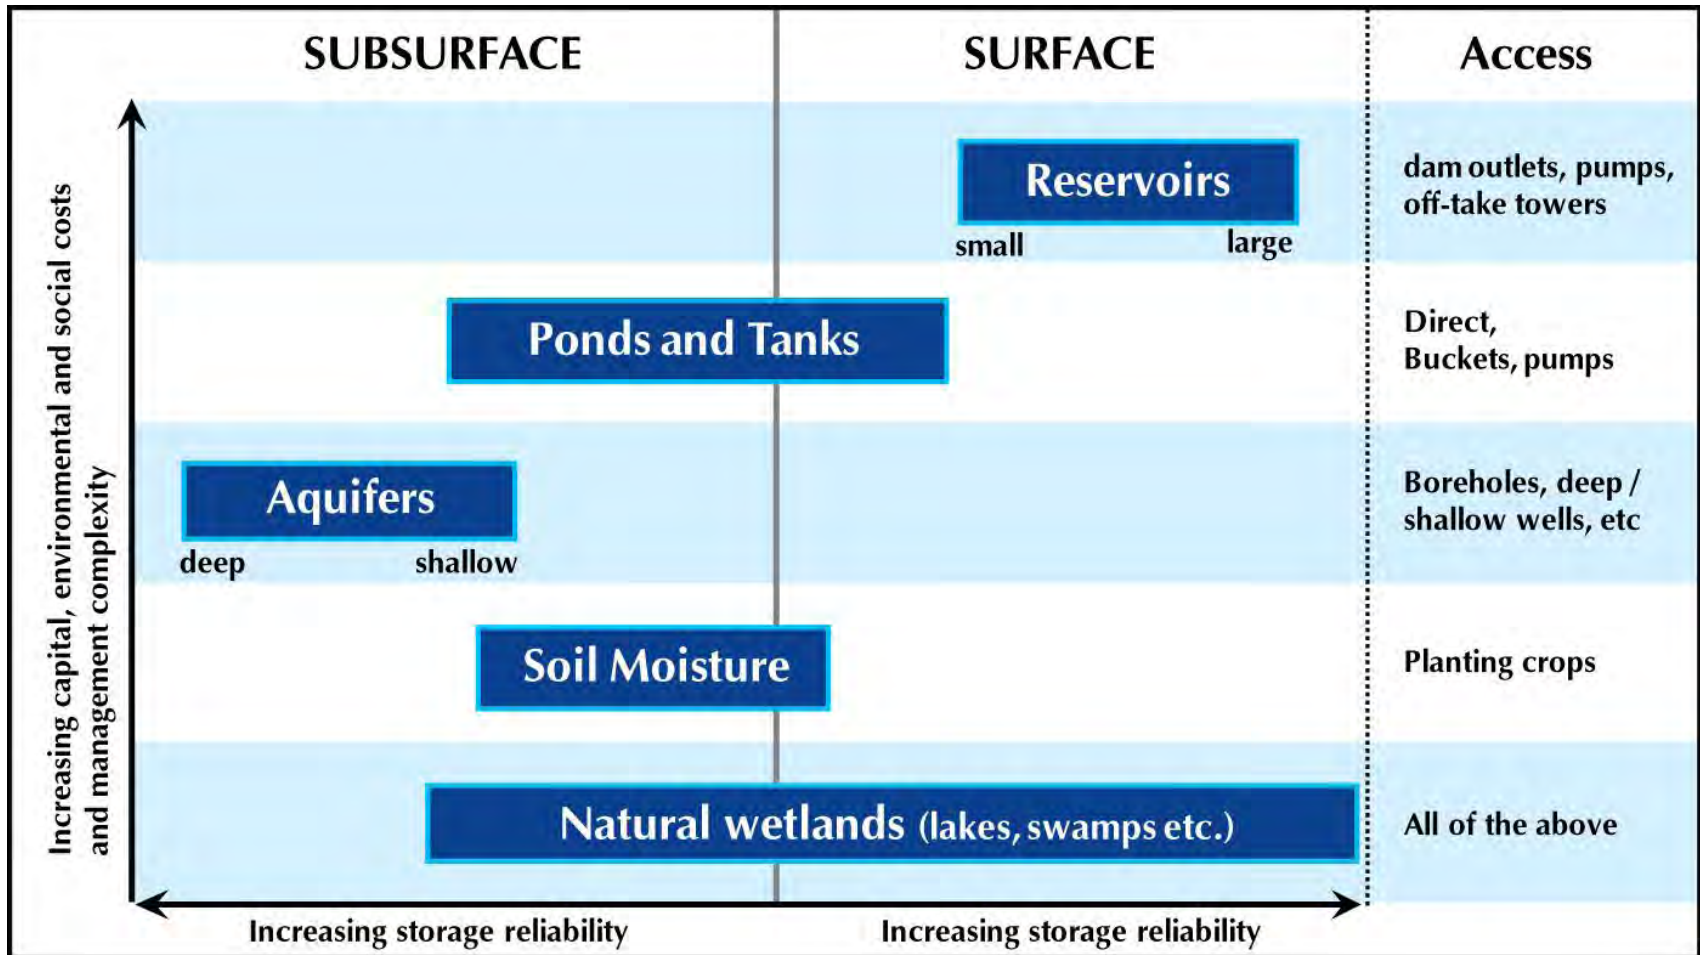 SUBSURFACE
SURFACE
Access
Increasing capital, environmental and social costs
and management complexity
Reservoirs
small
large
dam outlets, pumps,
off-take towers
Ponds and Tanks
Direct,
Buckets, pumps
Aquifers
deep
shallow
Boreholes, deep /
shallow wells, etc
Soil Moisture
Planting crops
Natural wetlands (lakes, swamps etc.)
All of the above
Increasing storage reliability
Increasing storage reliability